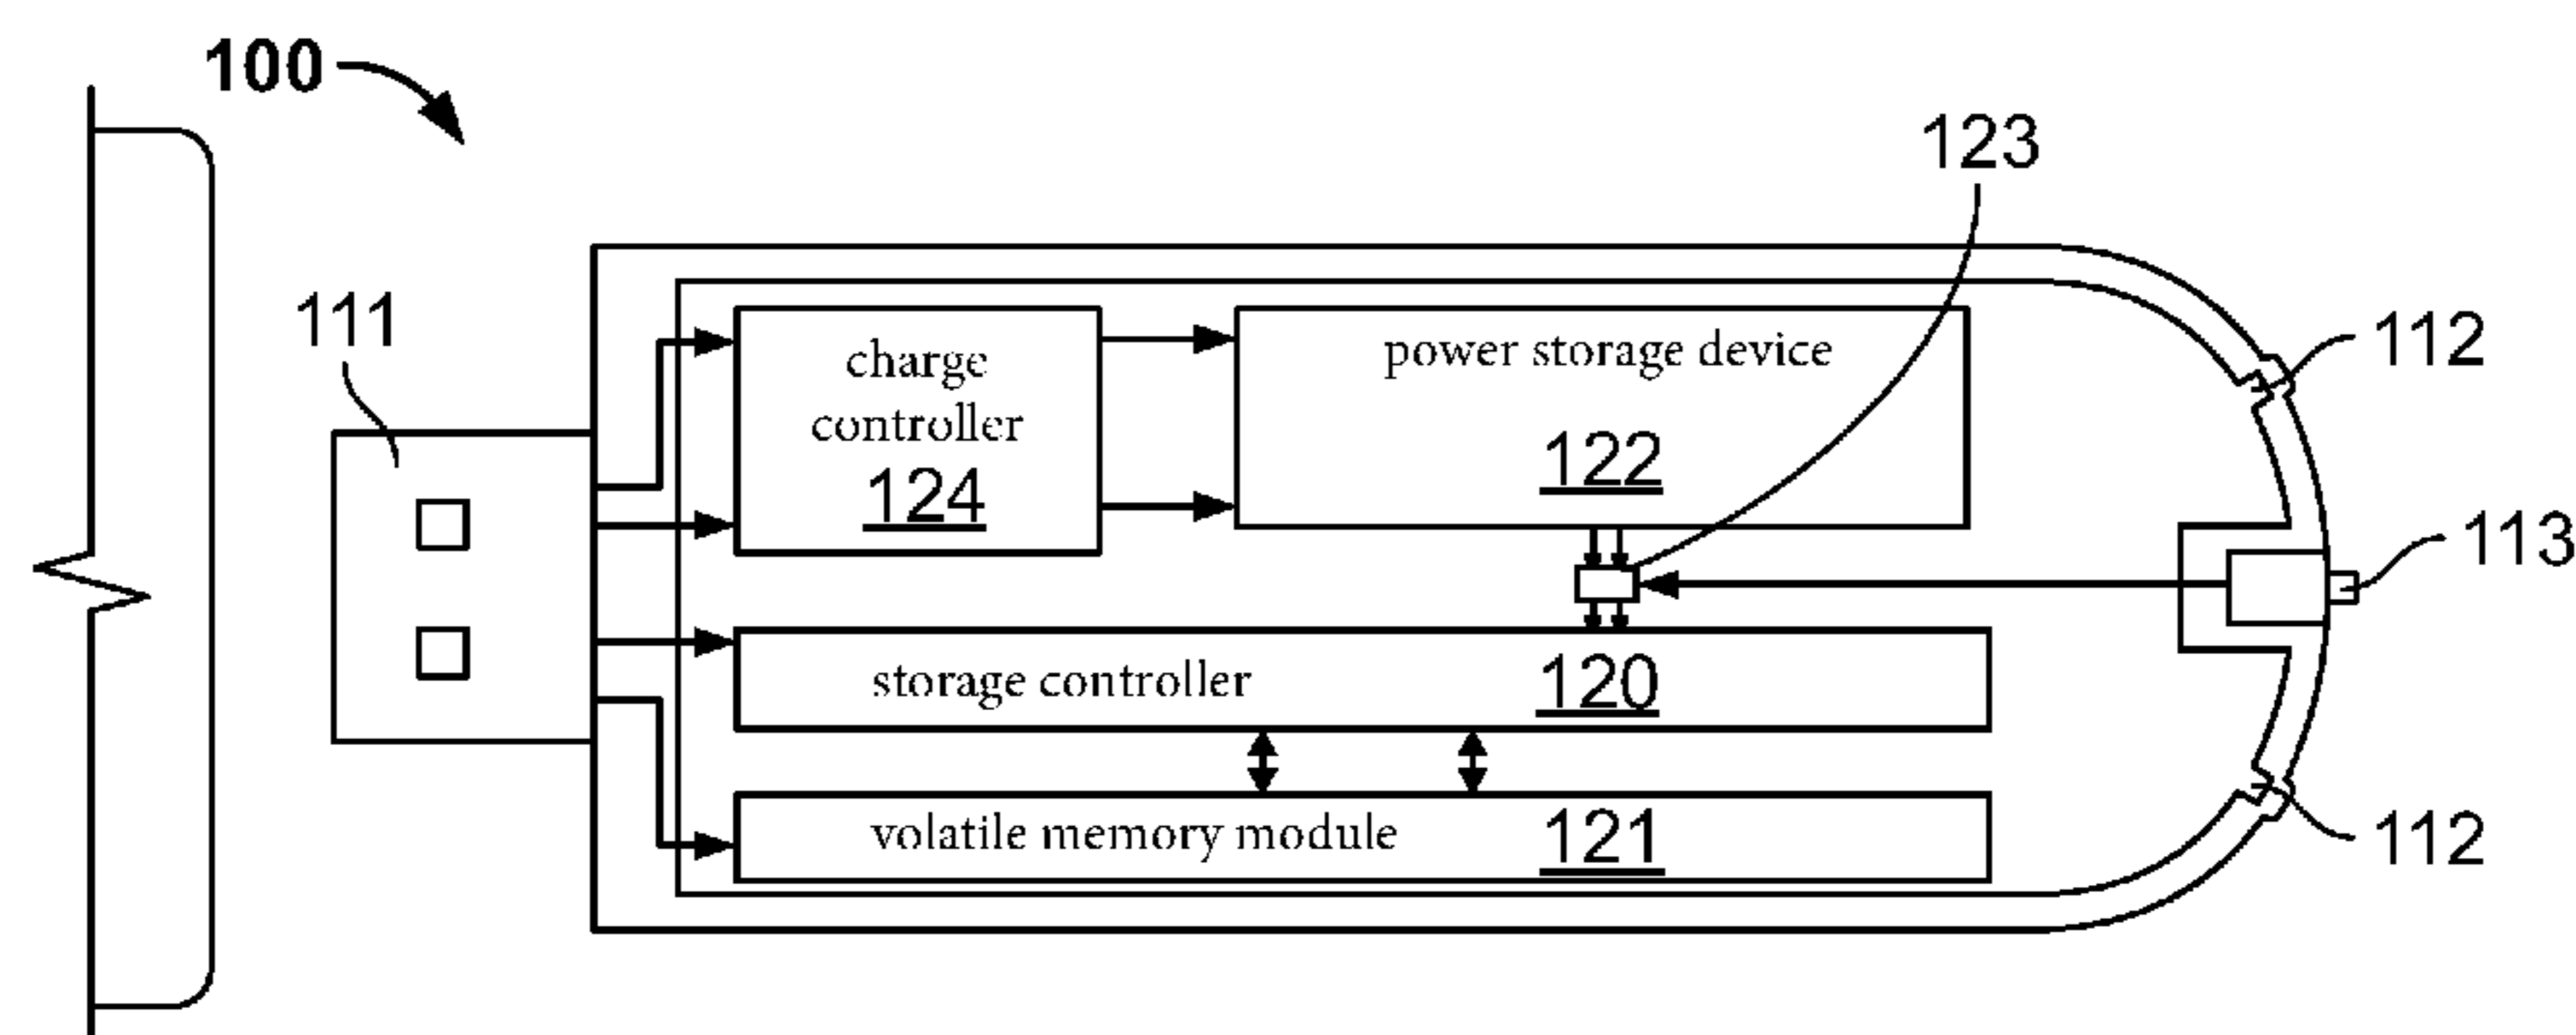 100
123
111
112
charge
controller
124
power storage device
122
113
storage controller 120
volatile memory module 121
112